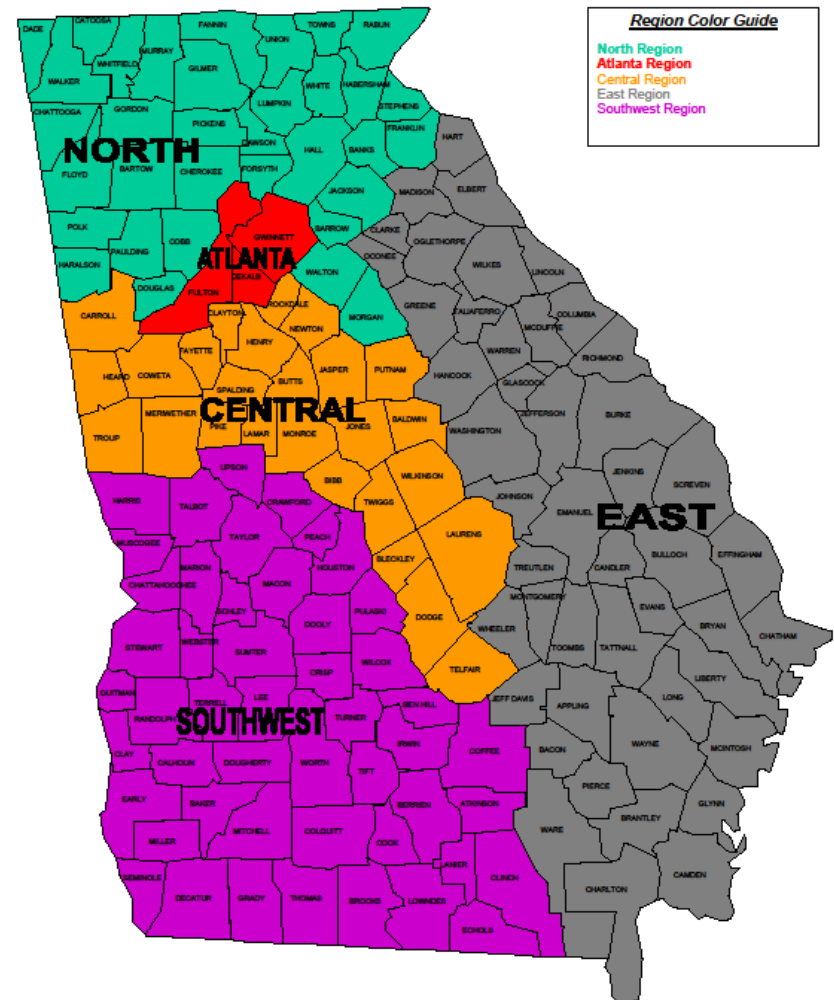 Region Color Guide
North Region
Atlanta Region
Central Region
East Region
Southwest Region
DADE
CATOOSA
FANNIN
TOWNS
RABUN
UNION
MURRAY
WHITFIELD
GILMER
WALKER
WHITE
HABERSHAM
LUMPKIN
STEPHENS
CHATTOOGA
GORDON
PICKENS
FRANKLIN
HART
DAWSON
NORTH
HALL
BANKS
BARTOW
CHEROKEE
FORSYTH
FLOYD
JACKSON
MADISON
ELBERT
POLK
COBB
GWINNETT
BARROW
CLARKE
OGLETHORPE
PAULDING
ATLANTA
OCONEE
HARALSON
WALTON
WILKES
LINCOLN
DEKALB
DOUGLAS
FULTON
ROCKDALE
GREENE
TALIAFERRO
COLUMBIA
CARROLL
CLAYTON
MORGAN
MCDUFFIE
NEWTON
HENRY
FAYETTE
WARREN
RICHMOND
JASPER
PUTNAM
HEARD
COWETA
HANCOCK
BUTTS
GLASCOCK
SPALDING
CENTRAL
MERIWETHER
JEFFERSON
BURKE
BALDWIN
PIKE
JONES
TROUP
LAMAR
MONROE
WASHINGTON
UPSON
JENKINS
BIBB
WILKINSON
SCREVEN
HARRIS
CRAWFORD
TWIGGS
JOHNSON
TALBOT
EMANUEL
EAST
TAYLOR
PEACH
LAURENS
MUSCOGEE
BLECKLEY
BULLOCH
EFFINGHAM
MARION
HOUSTON
TREUTLEN
CANDLER
CHATTAHOOCHEE
MACON
MONTGOMERY
SCHLEY
PULASKI
EVANS
DODGE
DOOLY
BRYAN
WHEELER
CHATHAM
STEWART
WEBSTER
SUMTER
TOOMBS
TATTNALL
WILCOX
CRISP
TELFAIR
LIBERTY
QUITMAN
TERRELL
LEE
LONG
JEFF DAVIS
BEN HILL
APPLING
RANDOLPH
SOUTHWEST
TURNER
IRWIN
WAYNE
COFFEE
BACON
MCINTOSH
CLAY
CALHOUN
DOUGHERTY
WORTH
TIFT
PIERCE
EARLY
BAKER
BERRIEN
ATKINSON
GLYNN
BRANTLEY
MITCHELL
COLQUITT
WARE
MILLER
COOK
LANIER
CLINCH
CAMDEN
SEMINOLE
CHARLTON
DECATUR
GRADY
THOMAS
BROOKS
LOWNDES
ECHOLS